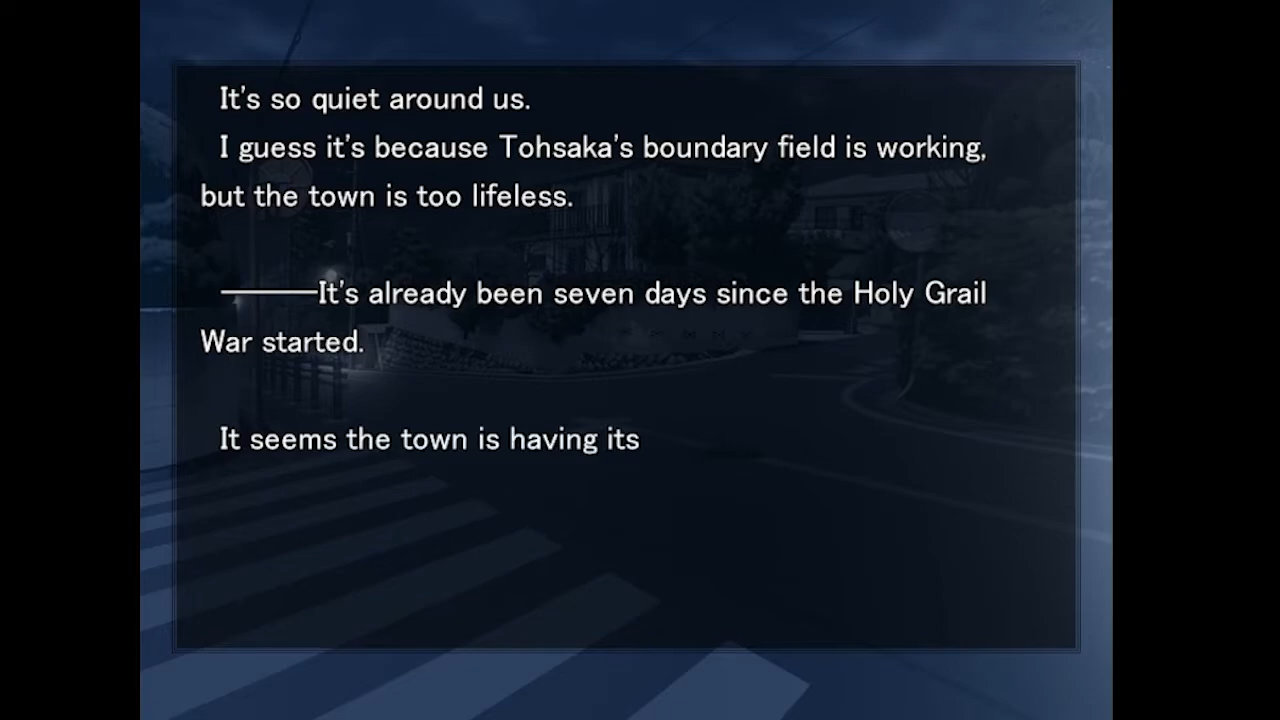 It's so quiet around us.
I guess it's because Tohsaka's boundary field is working,
but the town is too lifeless.
―――It's already been seven days since the Holy Grail
War started.
It seems the town is having its